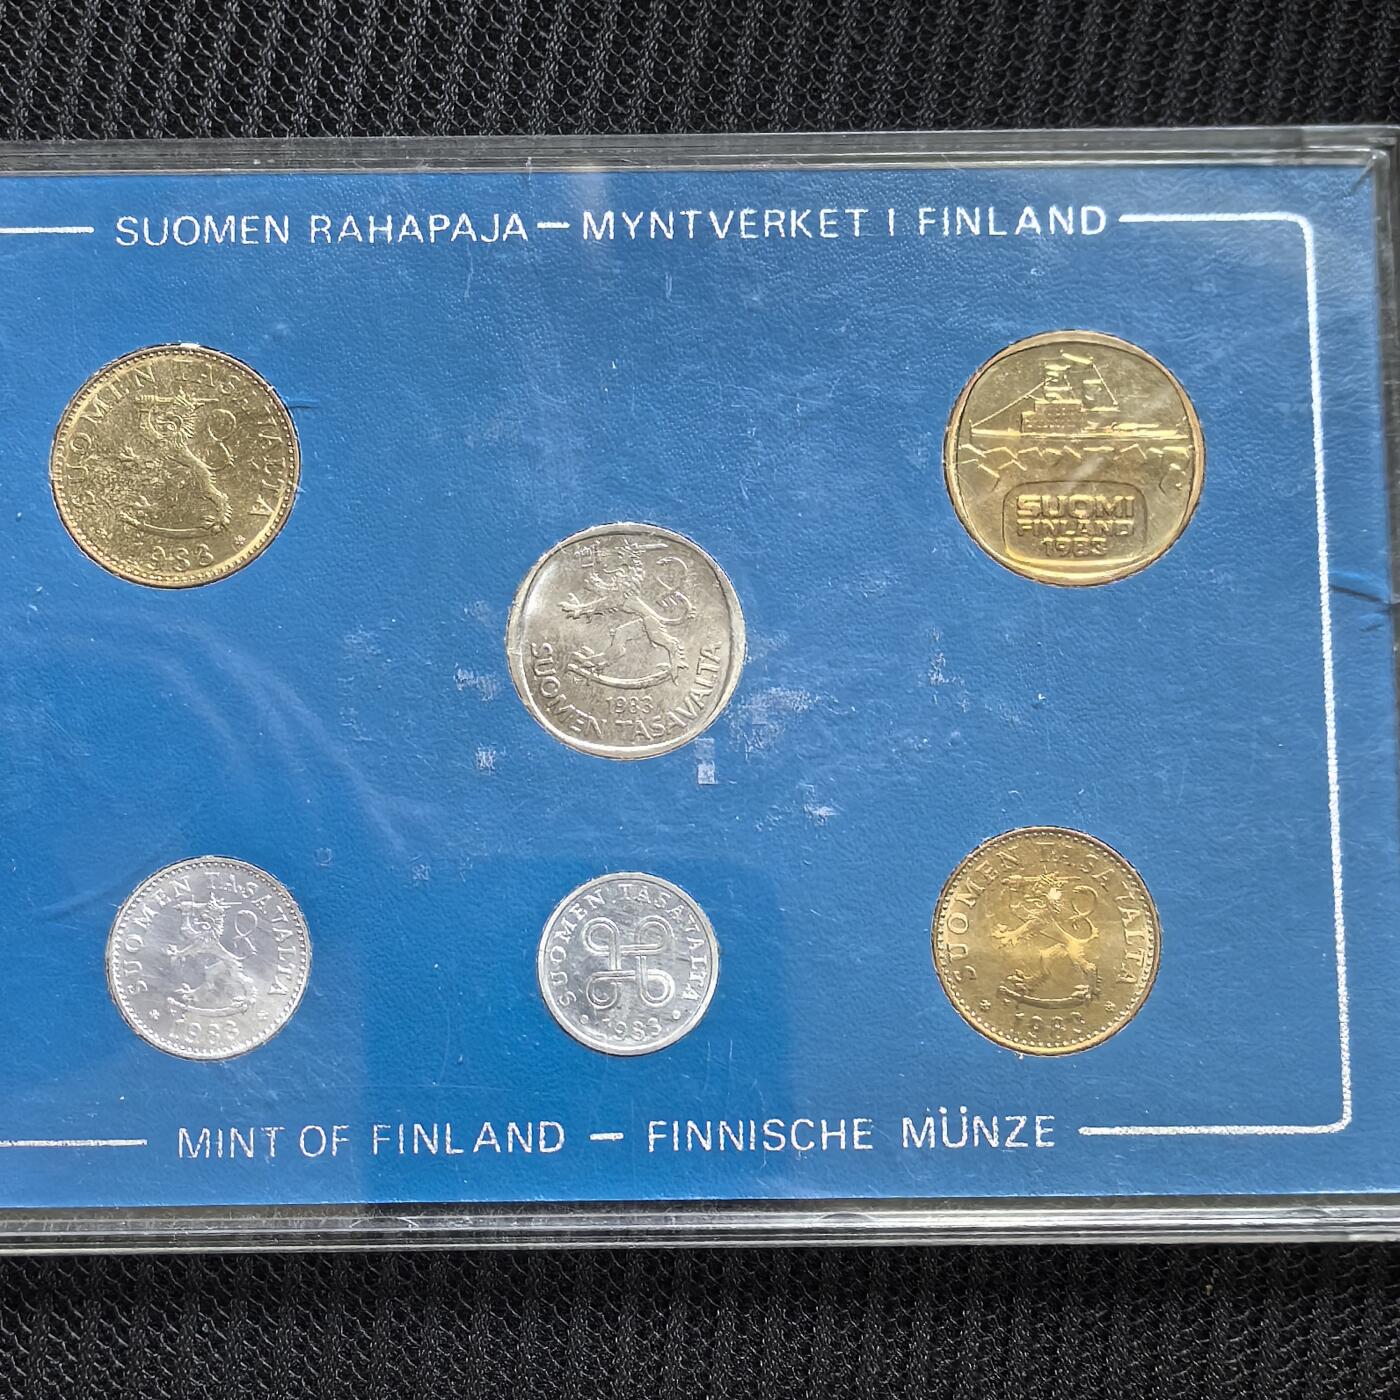 SUOMEN RAHAPAJA — MYNTVERKET I FINLAND
SUOMEN TASAVALTA
1983
SUOMI
FINLAND
1983
1983
SUOMEN TASAVALTA
SUOMEN TASAVALTA
1983
SUOMEN TASAVALTA
1983
SUOMEN TASAVALTA
1983
MINT OF FINLAND — FINNISCHE MÜNZE